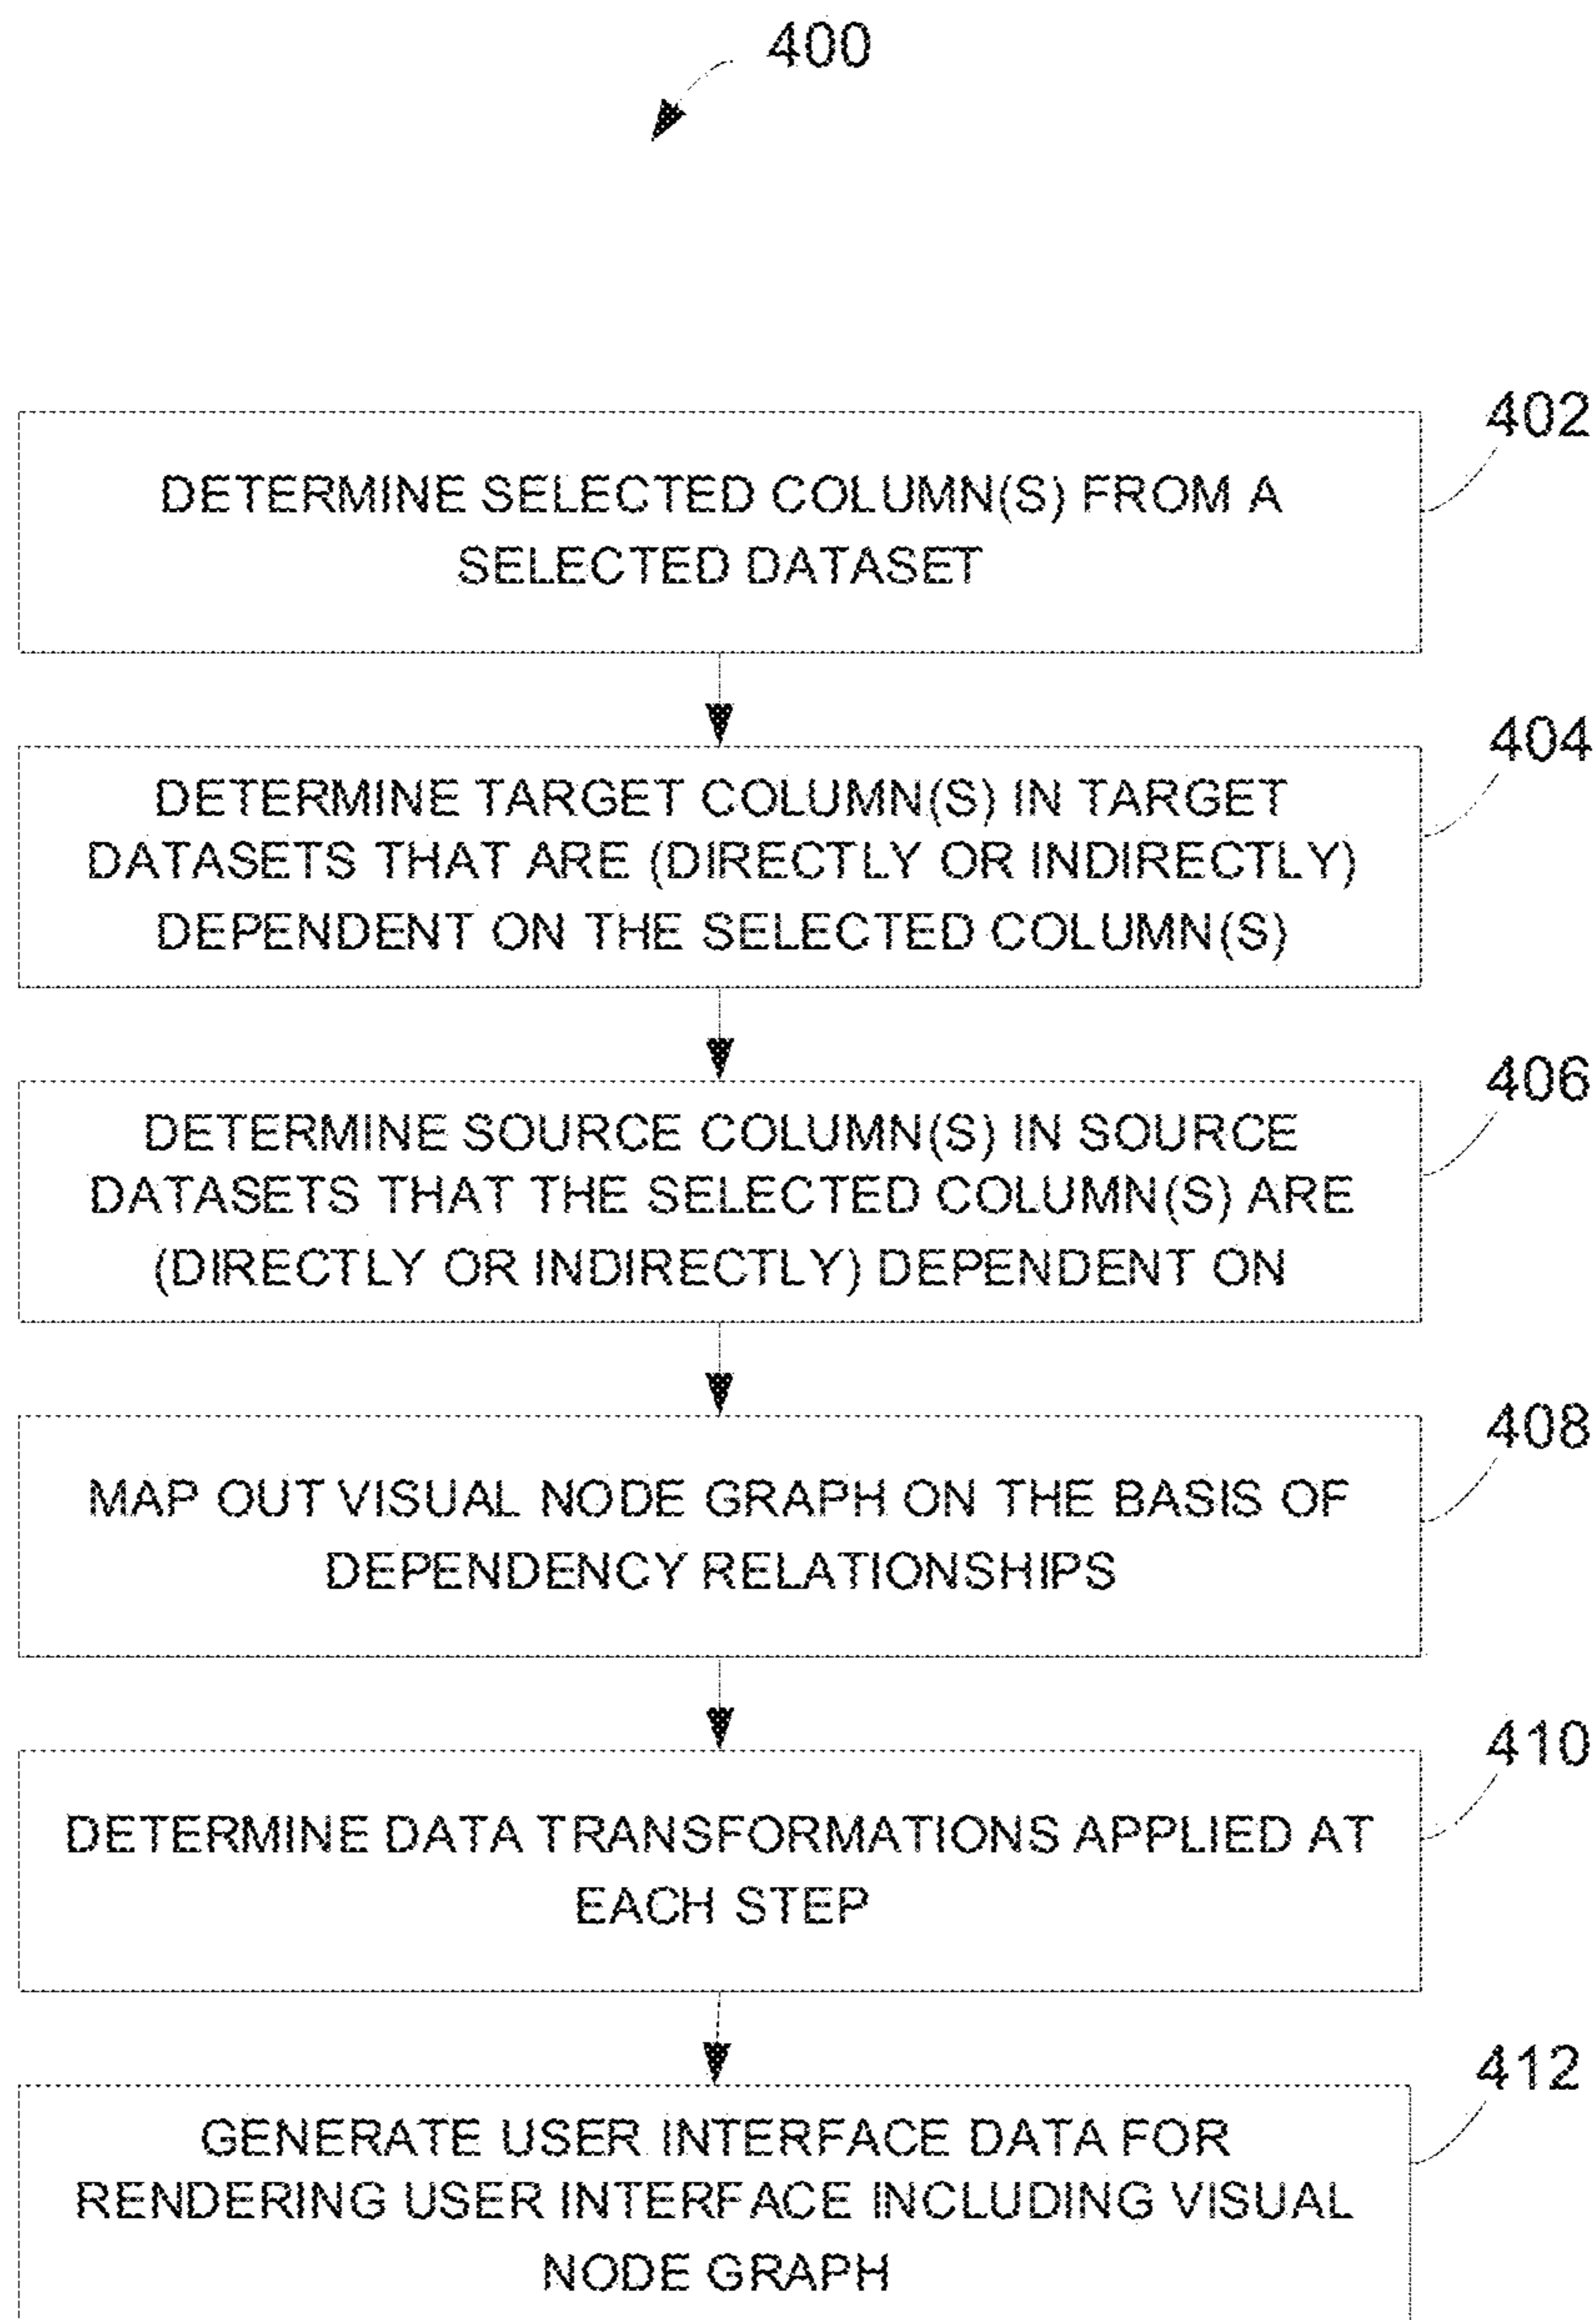 400
402
DETERMINE SELECTED COLUMN(S) FROM A
SELECTED DATASET
404
DETERMINE TARGET COLUMN(S) IN TARGET
DATASETS THAT ARE (DIRECTLY OR INDIRECTLY)
DEPENDENT ON THE SELECTED COLUMN(S)
406
DETERMINE SOURCE COLUMN(S) IN SOURCE
DATASETS THAT THE SELECTED COLUMN(S) ARE
(DIRECTLY OR INDIRECTLY) DEPENDENT ON
408
MAP OUT VISUAL NODE GRAPH ON THE BASIS OF
DEPENDENCY RELATIONSHIPS
410
DETERMINE DATA TRANSFORMATIONS APPLIED AT
EACH STEP
412
GENERATE USER INTERFACE DATA FOR
RENDERING USER INTERFACE INCLUDING VISUAL
NODE GRAPH